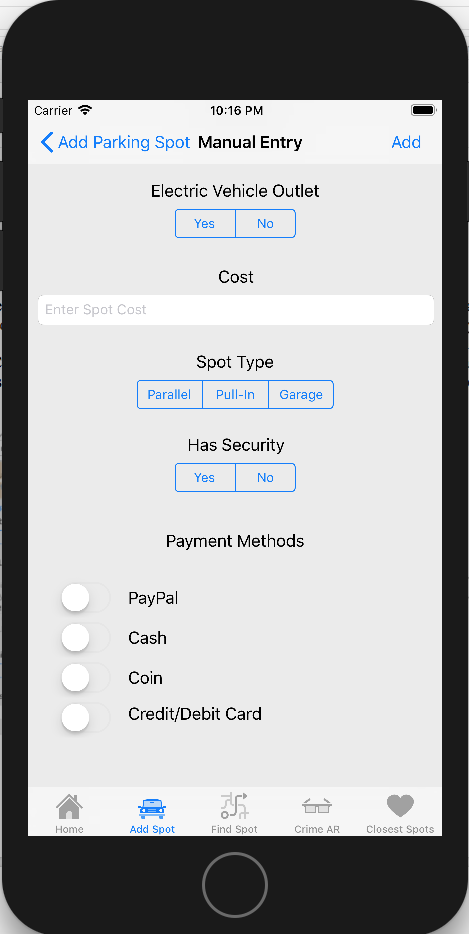 Carrier 10:16 PM
Add Parking Spot Manual Entry Add
Electric Vehicle Outlet
Yes No
Cost
Enter Spot Cost
Spot Type
Parallel Pull-In Garage
Has Security
Yes No
Payment Methods
PayPal
Cash
Coin
Credit/Debit Card
Home Add Spot Find Spot Crime AR Closest Spots